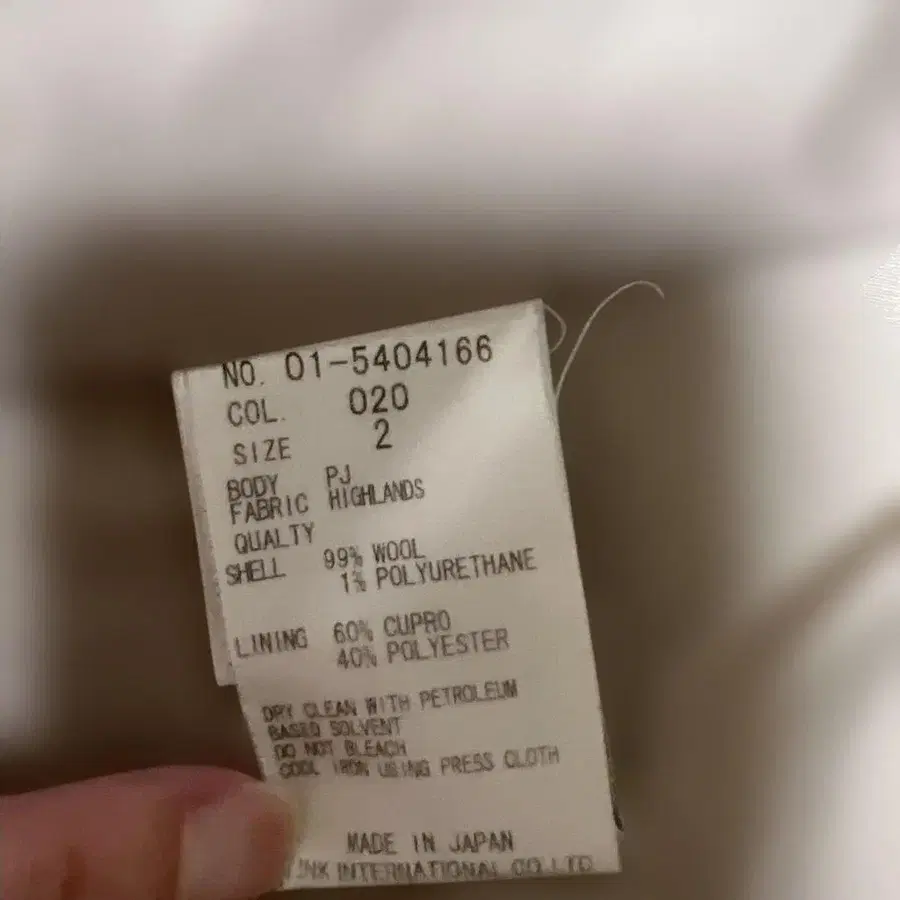 NO. 01-5404166
COL. 020
SIZE 2
BODY PJ
FABRIC HIGHLANDS
QUALTY
SHELL 99% WOOL
1% POLYURETHANE
LINING 60% CUPRO
40% POLYESTER
DRY CLEAN WITH PETROLEUM
BASED SOLVENT
DO NOT BLEACH
COOL IRON USING PRESS CLOTH
MADE IN JAPAN
INTERNATIONAL CO LTD